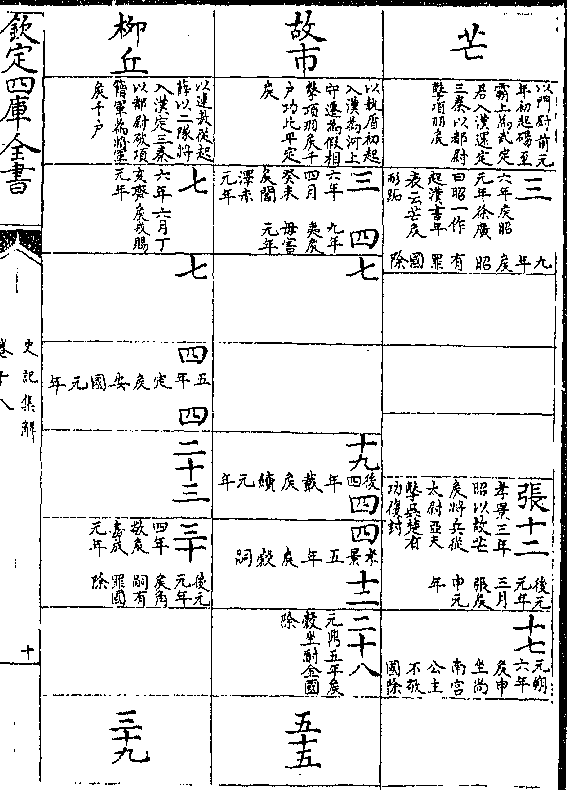 芒
以門尉前元
年初起碭至
霸上為武定
君入漢還定
三秦以都尉
擊項羽侯
三
六年侯昭
元年徐廣
曰昭一作
起漢書年
表云芒侯
形跖
九年侯昭有罪國除
張十二
孝景三年
昭以故芒
侯將兵從
太尉亞夫
擊吳楚有
功復封
後元
元年
三月
張侯
申元
年
十七
元朔
六年
侯申
坐尚
南宮
公主
不敬
國除
故市
以執盾初起
入漢為河上
守遷為假相
擊項羽侯千
戶功比平定
侯
三
六年
四月
癸未
侯閻
澤赤
元年
四
九年
夷侯
毋害
元年
七
十九
後四年戴侯續元年
四
四
孝景五年侯穀嗣
十二
二十八
元鼎五年侯
穀坐酎金國
除
五十五
柳丘
以連敖從起
薛以二隊將
入漢定三秦
以都尉破項
籍軍為將軍
侯千戶
七
六年六月丁
亥齊侯戎賜
元年
七
四
五年定侯安國元年
四
二十三
三十
四年
敬侯
嘉成
元年
後元
元年
侯角
嗣有
罪國
除
三十九
欽定四庫全書
史記集解
卷十八
十